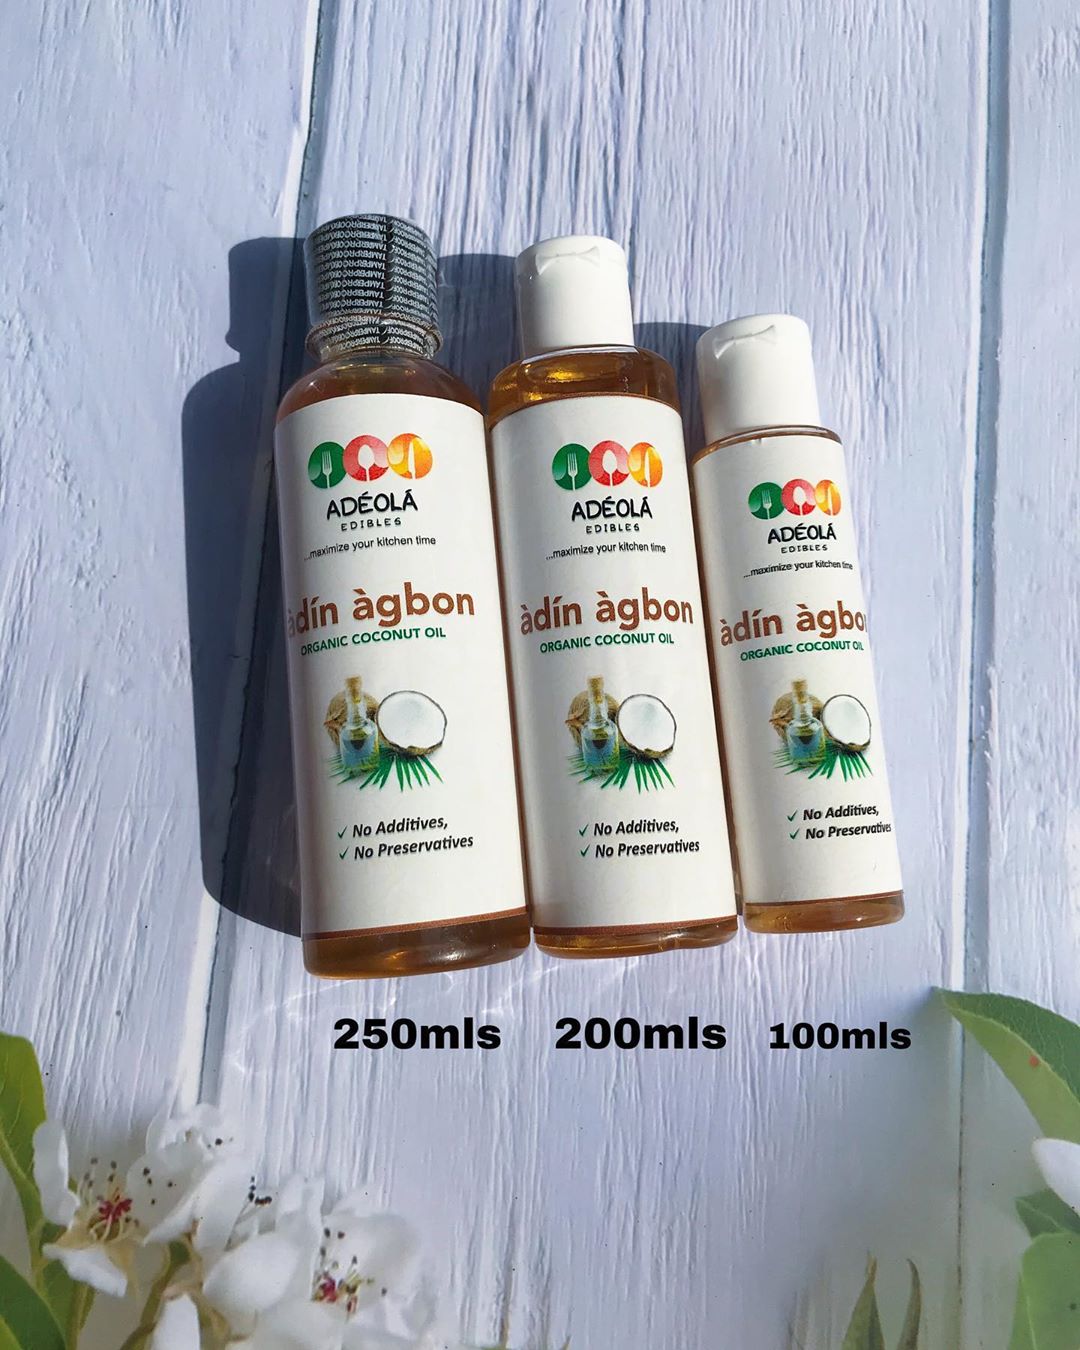 TAMPERPROOF
ADÉOLÁ
EDIBLES
...maximize your kitchen time
àdín àgbon
ORGANIC COCONUT OIL
✓ No Additives,
✓ No Preservatives
ADÉOLÁ
EDIBLES
...maximize your kitchen time
àdín àgbon
ORGANIC COCONUT OIL
✓ No Additives,
✓ No Preservatives
ADÉOLÁ
EDIBLES
...maximize your kitchen time
àdín àgbo
ORGANIC COCONUT OIL
✓ No Additives,
✓ No Preservatives
250mls 200mls 100mls